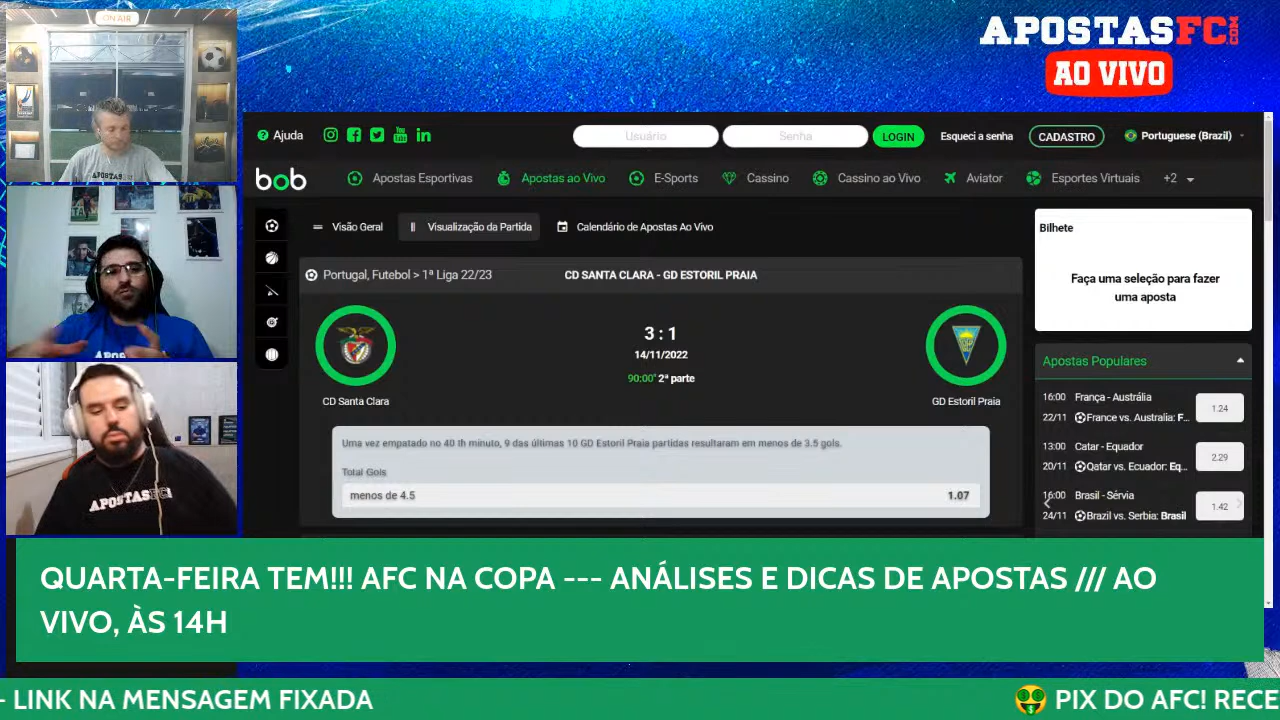 ON AIR
APOSTASFC.COM
AO VIVO
Ajuda
Usuário
Senha
LOGIN
Esqueci a senha
CADASTRO
Portuguese (Brazil)
bob
Apostas Esportivas
Apostas ao Vivo
E-Sports
Cassino
Cassino ao Vivo
Aviator
Esportes Virtuais
+2
Visão Geral
Visualização da Partida
Calendário de Apostas Ao Vivo
Bilhete
Faça uma seleção para fazer
uma aposta
Portugal, Futebol > 1ª Liga 22/23
CD SANTA CLARA - GD ESTORIL PRAIA
3 : 1
14/11/2022
90:00' 2ª parte
CD Santa Clara
GD Estoril Praia
Uma vez empatado no 40 th minuto, 9 das últimas 10 GD Estoril Praia partidas resultaram em menos de 3.5 gols.
Total Gols
menos de 4.5
1.07
Apostas Populares
16:00 França - Austrália
22/11 France vs. Australia: F...
1.24
13:00 Catar - Equador
20/11 Qatar vs. Ecuador: Eq...
2.29
16:00 Brasil - Sérvia
24/11 Brazil vs. Serbia: Brasil
1.42
APOSTAS
APOSTAS
APOSTASFC
QUARTA-FEIRA TEM!!! AFC NA COPA --- ANÁLISES E DICAS DE APOSTAS /// AO
VIVO, ÀS 14H
- LINK NA MENSAGEM FIXADA
PIX DO AFC! RECE